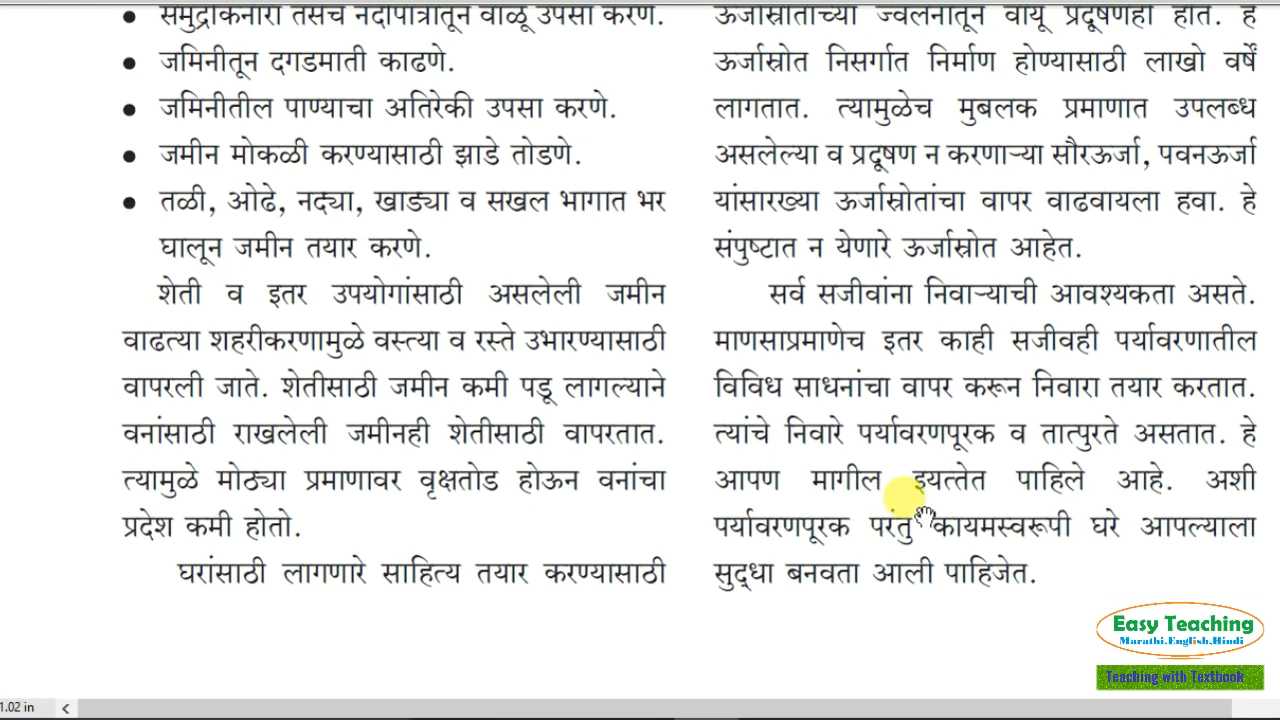 समुद्रकिनारी तसेच नदीपात्रातून वाळू उपसा करणे.
जमिनीतून दगडमाती काढणे.
जमिनीतील पाण्याचा अतिरेकी उपसा करणे.
जमीन मोकळी करण्यासाठी झाडे तोडणे.
तळी, ओढे, नद्या, खाड्या व सखल भागात भर
घालून जमीन तयार करणे.
शेती व इतर उपयोगांसाठी असलेली जमीन
वाढत्या शहरीकरणामुळे वस्त्या व रस्ते उभारण्यासाठी
वापरली जाते. शेतीसाठी जमीन कमी पडू लागल्याने
वनांसाठी राखलेली जमीनही शेतीसाठी वापरतात.
त्यामुळे मोठ्या प्रमाणावर वृक्षतोड होऊन वनांचा
प्रदेश कमी होतो.
घरांसाठी लागणारे साहित्य तयार करण्यासाठी
ऊर्जास्रोतांच्या ज्वलनातून वायू प्रदूषणही होते. हे
ऊर्जास्रोत निसर्गात निर्माण होण्यासाठी लाखो वर्षे
लागतात. त्यामुळेच मुबलक प्रमाणात उपलब्ध
असलेल्या व प्रदूषण न करणाऱ्या सौरऊर्जा, पवनऊर्जा
यांसारख्या ऊर्जास्रोतांचा वापर वाढवायला हवा. हे
संपुष्टात न येणारे ऊर्जास्रोत आहेत.
सर्व सजीवांना निवाऱ्याची आवश्यकता असते.
माणसाप्रमाणेच इतर काही सजीवही पर्यावरणातील
विविध साधनांचा वापर करून निवारा तयार करतात.
त्यांचे निवारे पर्यावरणपूरक व तात्पुरते असतात. हे
आपण मागील इयत्तेत पाहिले आहे. अशी
पर्यावरणपूरक परंतु कायमस्वरूपी घरे आपल्याला
सुद्धा बनवता आली पाहिजेत.
Easy Teaching
Marathi,English,Hindi
Teaching with Textbook
1.02 in